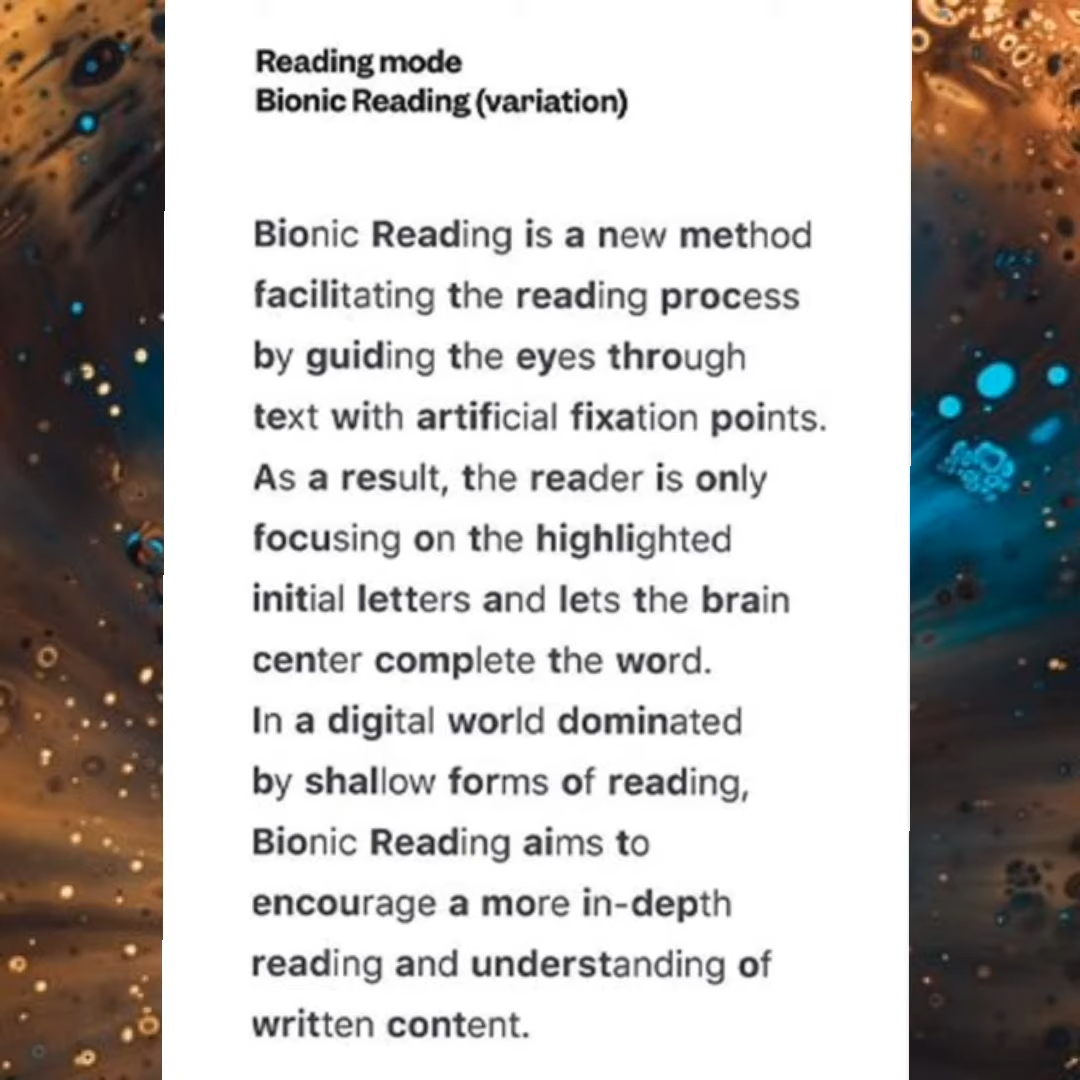 Reading mode
Bionic Reading (variation)
Bionic Reading is a new method
facilitating the reading process
by guiding the eyes through
text with artificial fixation points.
As a result, the reader is only
focusing on the highlighted
initial letters and lets the brain
center complete the word.
In a digital world dominated
by shallow forms of reading,
Bionic Reading aims to
encourage a more in-depth
reading and understanding of
written content.